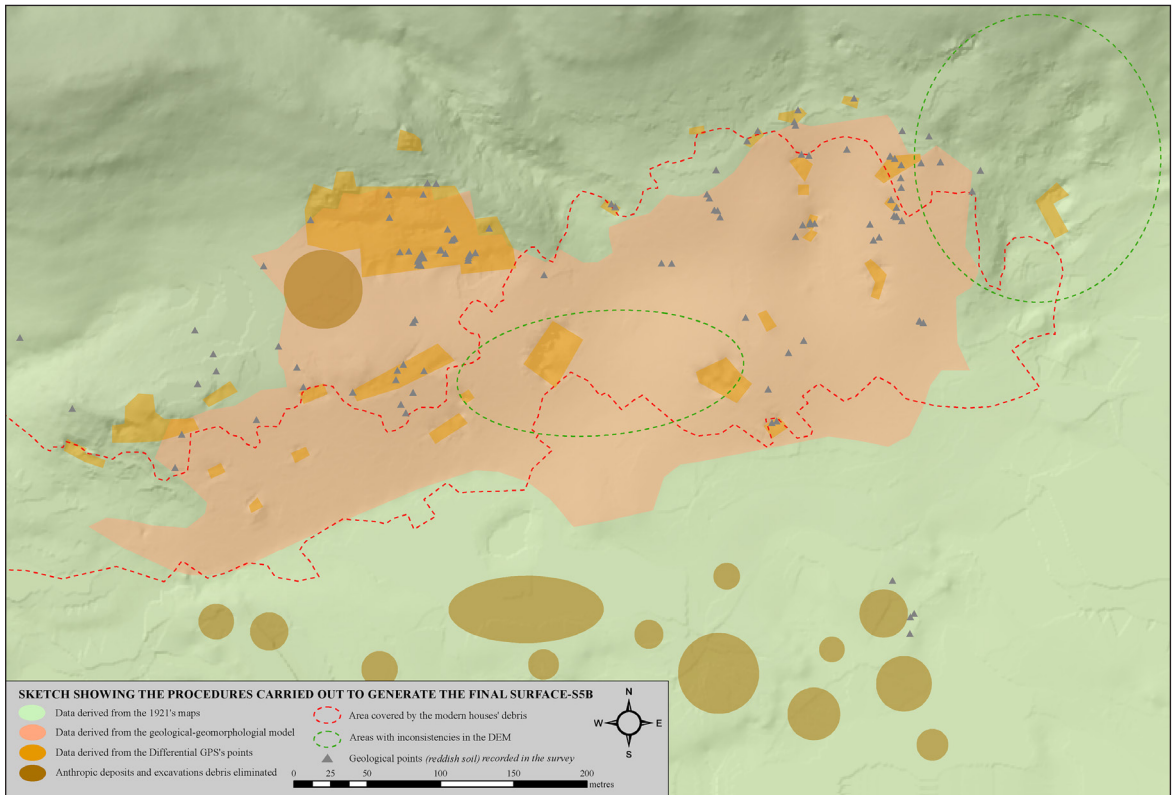 SKETCH SHOWING THE PROCEDURES CARRIED OUT TO GENERATE THE FINAL SURFACE-S5B
Data derived from the 1921's maps
Data derived from the geological-geomorphologial model
Data derived from the Differential GPS's points
Anthropic deposits and excavations debris eliminated
Area covered by the modern houses' debris
Areas with inconsistencies in the DEM
Geological points (reddish soil) recorded in the survey
N
W E
S
0 25 50 100 150 200
metres